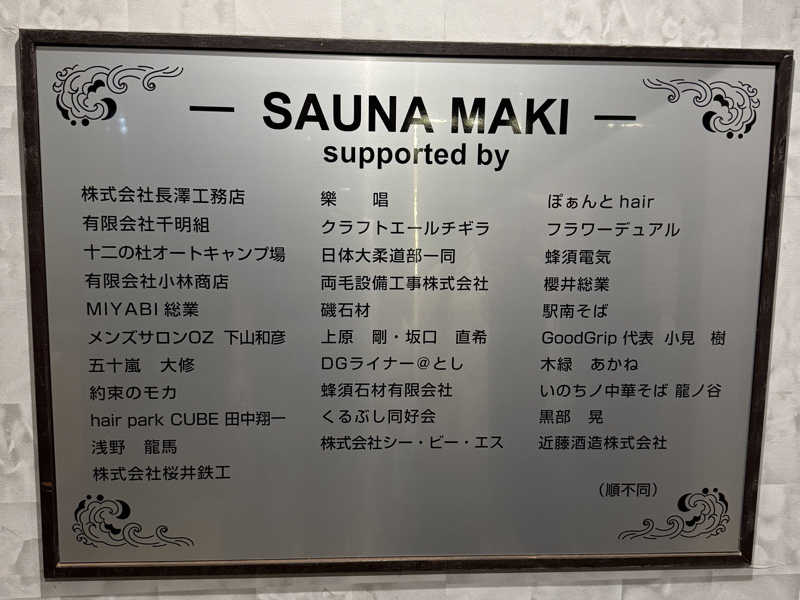 — SAUNA MAKI —
supported by
株式会社長澤工務店
有限会社千明組
十二の杜オートキャンプ場
有限会社小林商店
MIYABI 総業
メンズサロンOZ 下山和彦
五十嵐 大修
約束のモカ
hair park CUBE 田中翔一
浅野 龍馬
株式会社桜井鉄工
樂 唱
クラフトエールチギラ
日体大柔道部一同
両毛設備工事株式会社
磯石材
上原 剛・坂口 直希
DGライナー@とし
蜂須石材有限会社
くるぶし同好会
株式会社シー・ビー・エス
ぽぁんと hair
フラワーデュアル
蜂須電気
櫻井総業
駅南そば
GoodGrip 代表 小見 樹
木緑 あかね
いのちノ中華そば 龍ノ谷
黒部 晃
近藤酒造株式会社
（順不同）